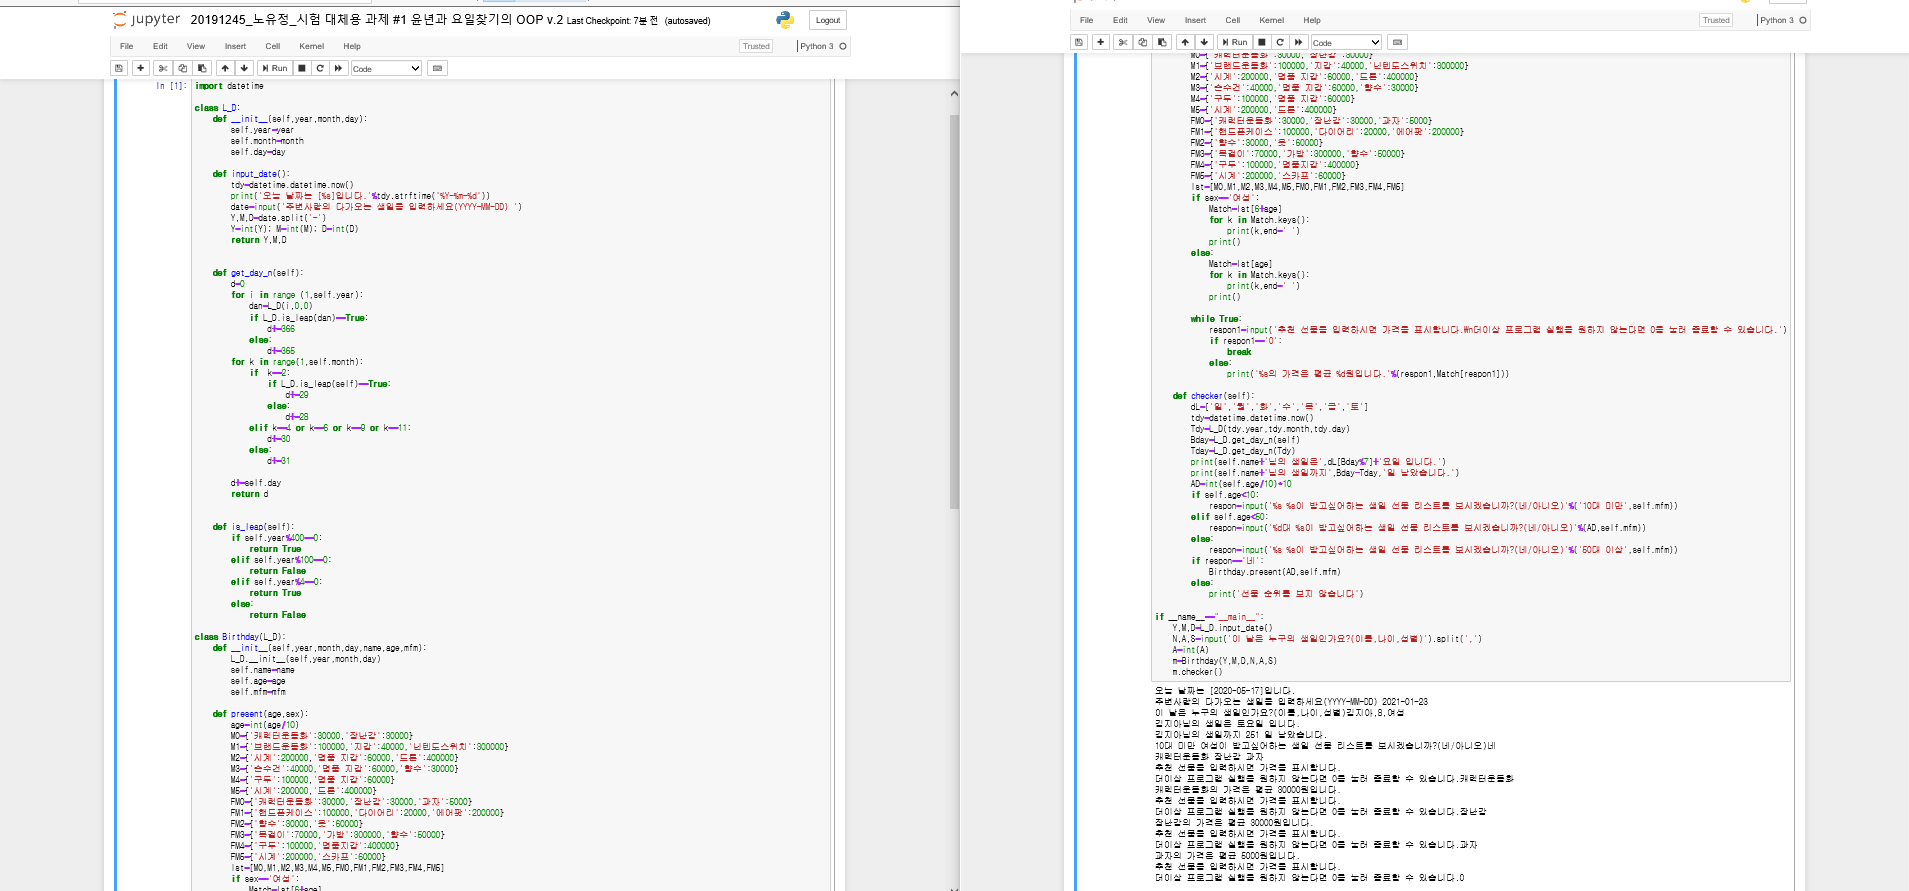 jupyter 20191245_노유정_시험 대체용 과제 #1 윤년과 요일찾기의 OOP v.2 Last Checkpoint: 7분 전 (autosaved)
Logout
File Edit View Insert Cell Kernel Help
Trusted Python 3
Run Code
In [1]: import datetime
class L_D:
def __init__(self,year,month,day):
self.year=year
self.month=month
self.day=day
def input_date():
tdy=datetime.datetime.now()
print('오늘 날짜는 [%s]입니다.'%tdy.strftime('%Y-%m-%d'))
date=input('주변사람의 다가오는 생일을 입력하세요(YYYY-MM-DD) ')
Y,M,D=date.split('-')
Y=int(Y); M=int(M); D=int(D)
return Y,M,D
def get_day_n(self):
d=0
for i in range (1,self.year):
dan=L_D(i,0,0)
if L_D.is_leap(dan)==True:
d+=366
else:
d+=365
for k in range(1,self.month):
if k==2:
if L_D.is_leap(self)==True:
d+=29
else:
d+=28
elif k==4 or k==6 or k==9 or k==11:
d+=30
else:
d+=31
d+=self.day
return d
def is_leap(self):
if self.year%400==0:
return True
elif self.year%100==0:
return False
elif self.year%4==0:
return True
else:
return False
class Birthday(L_D):
def __init__(self,year,month,day,name,age,mfm):
L_D.__init__(self,year,month,day)
self.name=name
self.age=age
self.mfm=mfm
def present(age,sex):
age=int(age/10)
M0={'캐릭터운동화':30000,'장난감':30000}
M1={'브랜드운동화':100000,'지갑':40000,'닌텐도스위치':300000}
M2={'시계':200000,'명품 지갑':60000,'드론':400000}
M3={'손수건':40000,'명품 지갑':60000,'향수':30000}
M4={'구두':100000,'명품 지갑':60000}
M5={'시계':200000,'드론':400000}
FM0={'캐릭터운동화':30000,'장난감':30000,'과자':5000}
FM1={'핸드폰케이스':100000,'다이어리':20000,'에어팟':200000}
FM2={'향수':30000,'옷':60000}
FM3={'목걸이':70000,'가방':300000,'향수':50000}
FM4={'구두':100000,'명품지갑':400000}
FM5={'시계':200000,'스카프':60000}
lst=[M0,M1,M2,M3,M4,M5,FM0,FM1,FM2,FM3,FM4,FM5]
if sex=='여성':
Match=lst[6+age]
File Edit View Insert Cell Kernel Help
Trusted Python 3
Run Code
M0={'캐릭터운동화':30000,'장난감':30000}
M1={'브랜드운동화':100000,'지갑':40000,'닌텐도스위치':300000}
M2={'시계':200000,'명품 지갑':60000,'드론':400000}
M3={'손수건':40000,'명품 지갑':60000,'향수':30000}
M4={'구두':100000,'명품 지갑':60000}
M5={'시계':200000,'드론':400000}
FM0={'캐릭터운동화':30000,'장난감':30000,'과자':5000}
FM1={'핸드폰케이스':100000,'다이어리':20000,'에어팟':200000}
FM2={'향수':30000,'옷':60000}
FM3={'목걸이':70000,'가방':300000,'향수':50000}
FM4={'구두':100000,'명품지갑':400000}
FM5={'시계':200000,'스카프':60000}
lst=[M0,M1,M2,M3,M4,M5,FM0,FM1,FM2,FM3,FM4,FM5]
if sex=='여성':
Match=lst[6+age]
for k in Match.keys():
print(k,end=' ')
print()
else:
Match=lst[age]
for k in Match.keys():
print(k,end=' ')
print()
while True:
respon1=input('추천 선물을 입력하시면 가격을 표시합니다.₩n더이상 프로그램 실행을 원하지 않는다면 0을 눌러 종료할 수 있습니다.')
if respon1=='0':
break
else:
print('%s의 가격은 평균 %d원입니다.'%(respon1,Match[respon1]))
def checker(self):
dL=['일','월','화','수','목','금','토']
tdy=datetime.datetime.now()
Tdy=L_D(tdy.year,tdy.month,tdy.day)
Bday=L_D.get_day_n(self)
Tday=L_D.get_day_n(Tdy)
print(self.name+'님의 생일은',dL[Bday%7]+'요일 입니다.')
print(self.name+'님의 생일까지',Bday-Tday,'일 남았습니다.')
AD=int(self.age/10)*10
if self.age<10:
respon=input('%s %s이 받고싶어하는 생일 선물 리스트를 보시겠습니까?(네/아니오)'%('10대 미만',self.mfm))
elif self.age<50:
respon=input('%d대 %s이 받고싶어하는 생일 선물 리스트를 보시겠습니까?(네/아니오)'%(AD,self.mfm))
else:
respon=input('%s %s이 받고싶어하는 생일 선물 리스트를 보시겠습니까?(네/아니오)'%('50대 이상',self.mfm))
if respon=='네':
Birthday.present(AD,self.mfm)
else:
print('선물 순위를 보지 않습니다')
if __name__=="__main__":
Y,M,D=L_D.input_date()
N,A,S=input('이 날은 누구의 생일인가요?(이름,나이,성별)').split(',')
A=int(A)
m=Birthday(Y,M,D,N,A,S)
m.checker()
오늘 날짜는 [2020-05-17]입니다.
주변사람의 다가오는 생일을 입력하세요(YYYY-MM-DD) 2021-01-23
이 날은 누구의 생일인가요?(이름,나이,성별)김지아,8,여성
김지아님의 생일은 토요일 입니다.
김지아님의 생일까지 251 일 남았습니다.
10대 미만 여성이 받고싶어하는 생일 선물 리스트를 보시겠습니까?(네/아니오)네
캐릭터운동화 장난감 과자
추천 선물을 입력하시면 가격을 표시합니다.
더이상 프로그램 실행을 원하지 않는다면 0을 눌러 종료할 수 있습니다.캐릭터운동화
캐릭터운동화의 가격은 평균 30000원입니다.
추천 선물을 입력하시면 가격을 표시합니다.
더이상 프로그램 실행을 원하지 않는다면 0을 눌러 종료할 수 있습니다.장난감
장난감의 가격은 평균 30000원입니다.
추천 선물을 입력하시면 가격을 표시합니다.
더이상 프로그램 실행을 원하지 않는다면 0을 눌러 종료할 수 있습니다.과자
과자의 가격은 평균 5000원입니다.
추천 선물을 입력하시면 가격을 표시합니다.
더이상 프로그램 실행을 원하지 않는다면 0을 눌러 종료할 수 있습니다.0